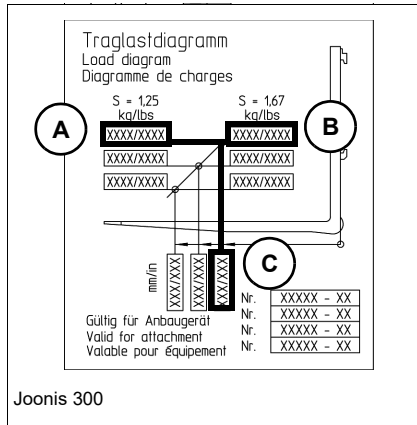 Traglastdiagramm
Load diagram
Diagramme de charges
S = 1,25 S = 1,67
kg/lbs kg/lbs
A XXXX/XXXX XXXX/XXXX B
XXXX/XXXX XXXX/XXXX
XXXX/XXXX XXXX/XXXX
mm/in XXX/XXX XXX/XXX XXX/XXX C
Nr. XXXXX - XX
Gültig für Anbaugerät Nr. XXXXX - XX
Valid for attachment Nr. XXXXX - XX
Valable pour équipement Nr. XXXXX - XX
Joonis 300